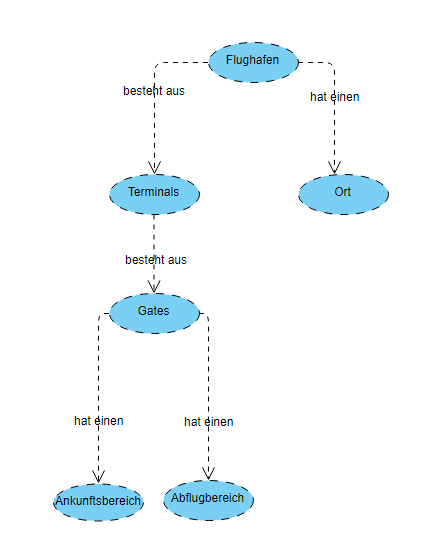 Flughafen
besteht aus
hat einen
Terminals
Ort
besteht aus
Gates
hat einen
hat einen
Ankunftsbereich
Abflugbereich